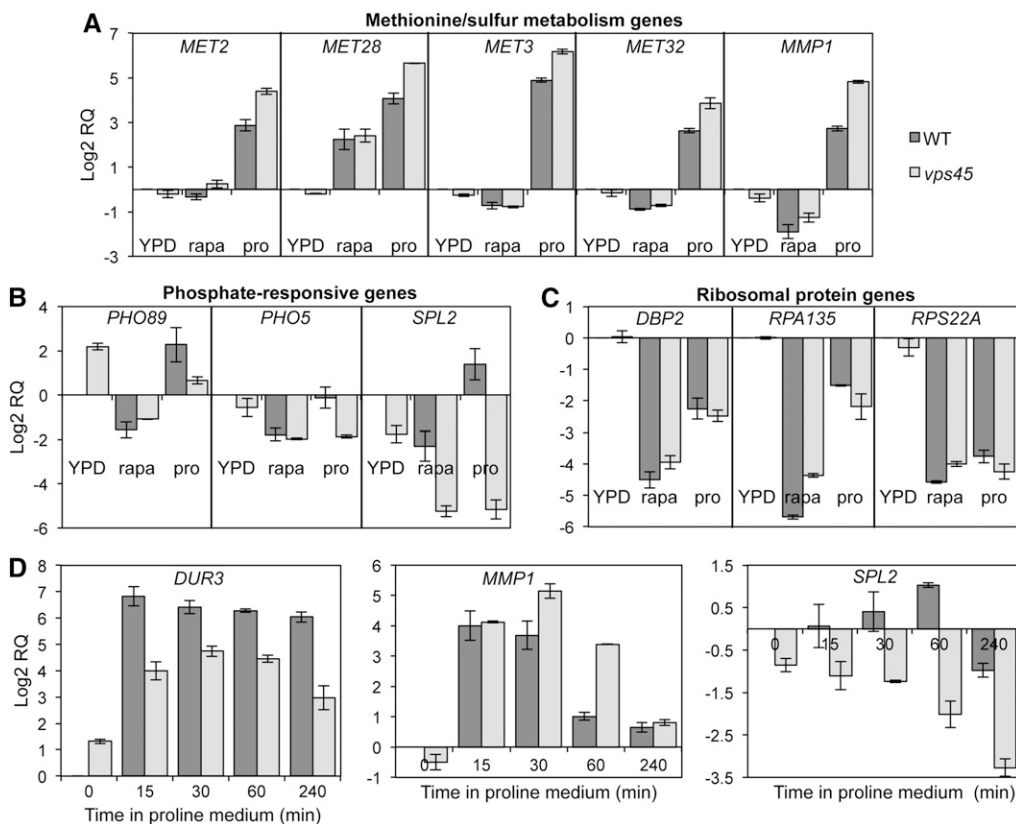 A
Methionine/sulfur metabolism genes
MET2 MET28 MET3 MET32 MMP1
Log2 RQ
9
7
5
3
1
-1
-3
YPD rapa pro YPD rapa pro YPD rapa pro YPD rapa pro YPD rapa pro
WT
vps45
B
Phosphate-responsive genes
PHO89 PHO5 SPL2
Log2 RQ
4
2
0
-2
-4
-6
YPD rapa pro YPD rapa pro YPD rapa pro
C
Ribosomal protein genes
DBP2 RPA135 RPS22A
1
0
-1
-2
-3
-4
-5
-6
YPD rapa pro YPD rapa pro YPD rapa pro
D
DUR3
Log2 RQ
8
7
6
5
4
3
2
1
0
0 15 30 60 240
Time in proline medium (min)
MMP1
6
5
4
3
2
1
0
-1
0 15 30 60 240
Time in proline medium (min)
SPL2
1.5
0.5
-0.5
-1.5
-2.5
-3.5
0 15 30 60 240
Time in proline medium (min)